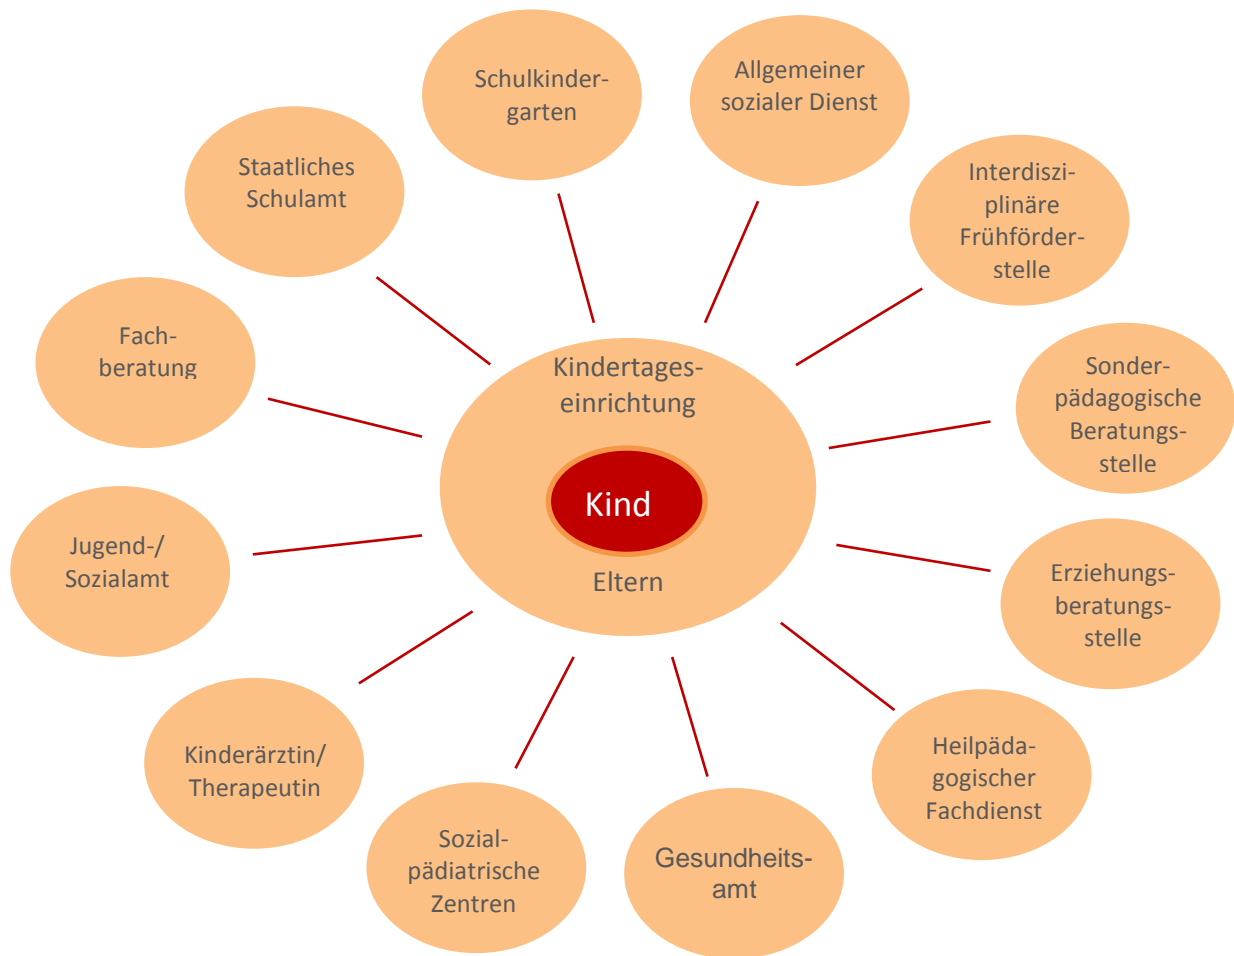 Schulkinder-
garten
Allgemeiner
sozialer Dienst
Staatliches
Schulamt
Interdiszi-
plinäre
Frühförder-
stelle
Fach-
beratung
Kindertages-
einrichtung
Sonder-
pädagogische
Beratungs-
stelle
Kind
Jugend-/
Sozialamt
Eltern
Erziehungs-
beratungs-
stelle
Kinderärztin/
Therapeutin
Heilpäda-
gogischer
Fachdienst
Sozial-
pädiatrische
Zentren
Gesundheits-
amt